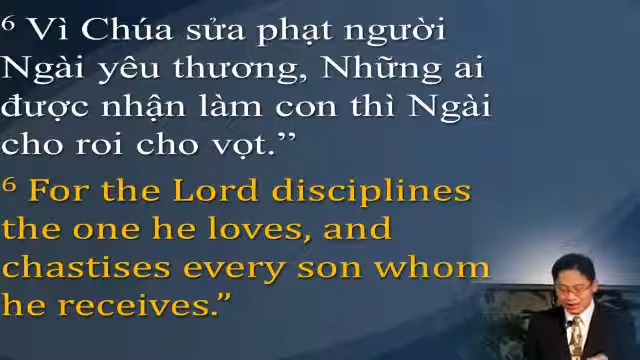 ⁶ Vì Chúa sửa phạt người
Ngài yêu thương, Những ai
được nhận làm con thì Ngài
cho roi cho vọt.”
⁶ For the Lord disciplines
the one he loves, and
chastises every son whom
he receives.”